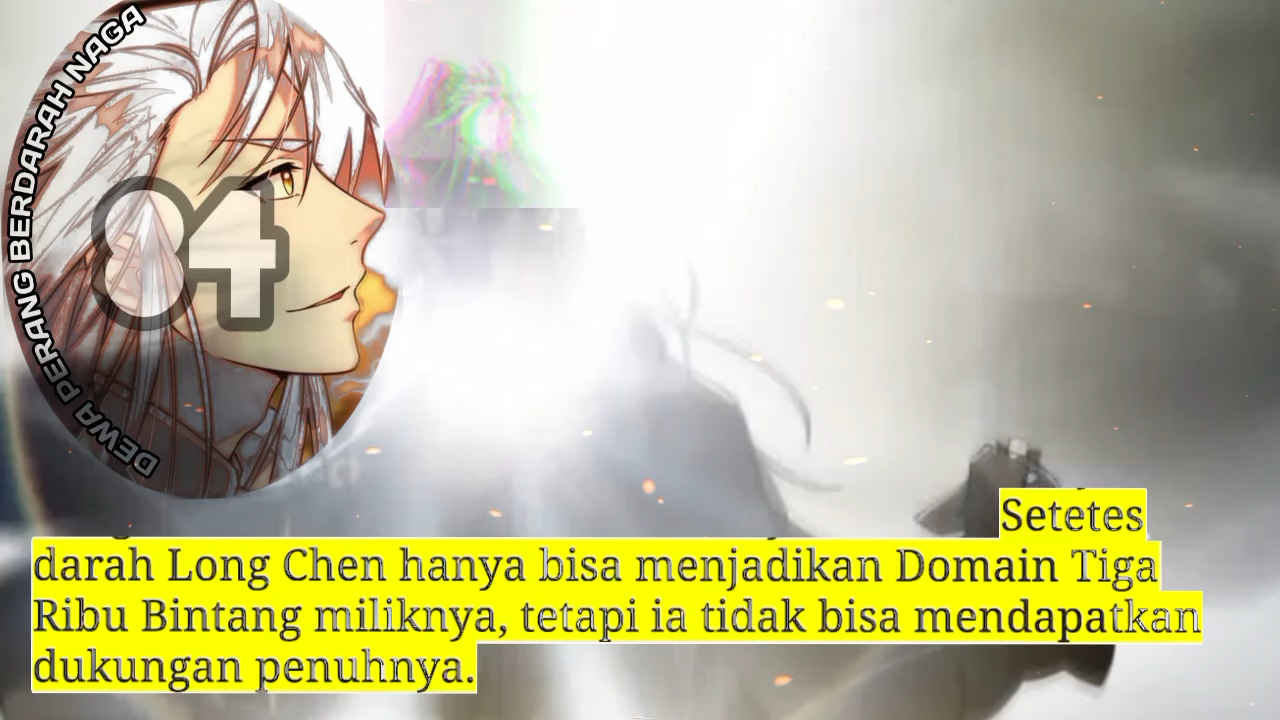 DEWA PERANG BERDARAH NAGA
84
Setetes
darah Long Chen hanya bisa menjadikan Domain Tiga
Ribu Bintang miliknya, tetapi ia tidak bisa mendapatkan
dukungan penuhnya.